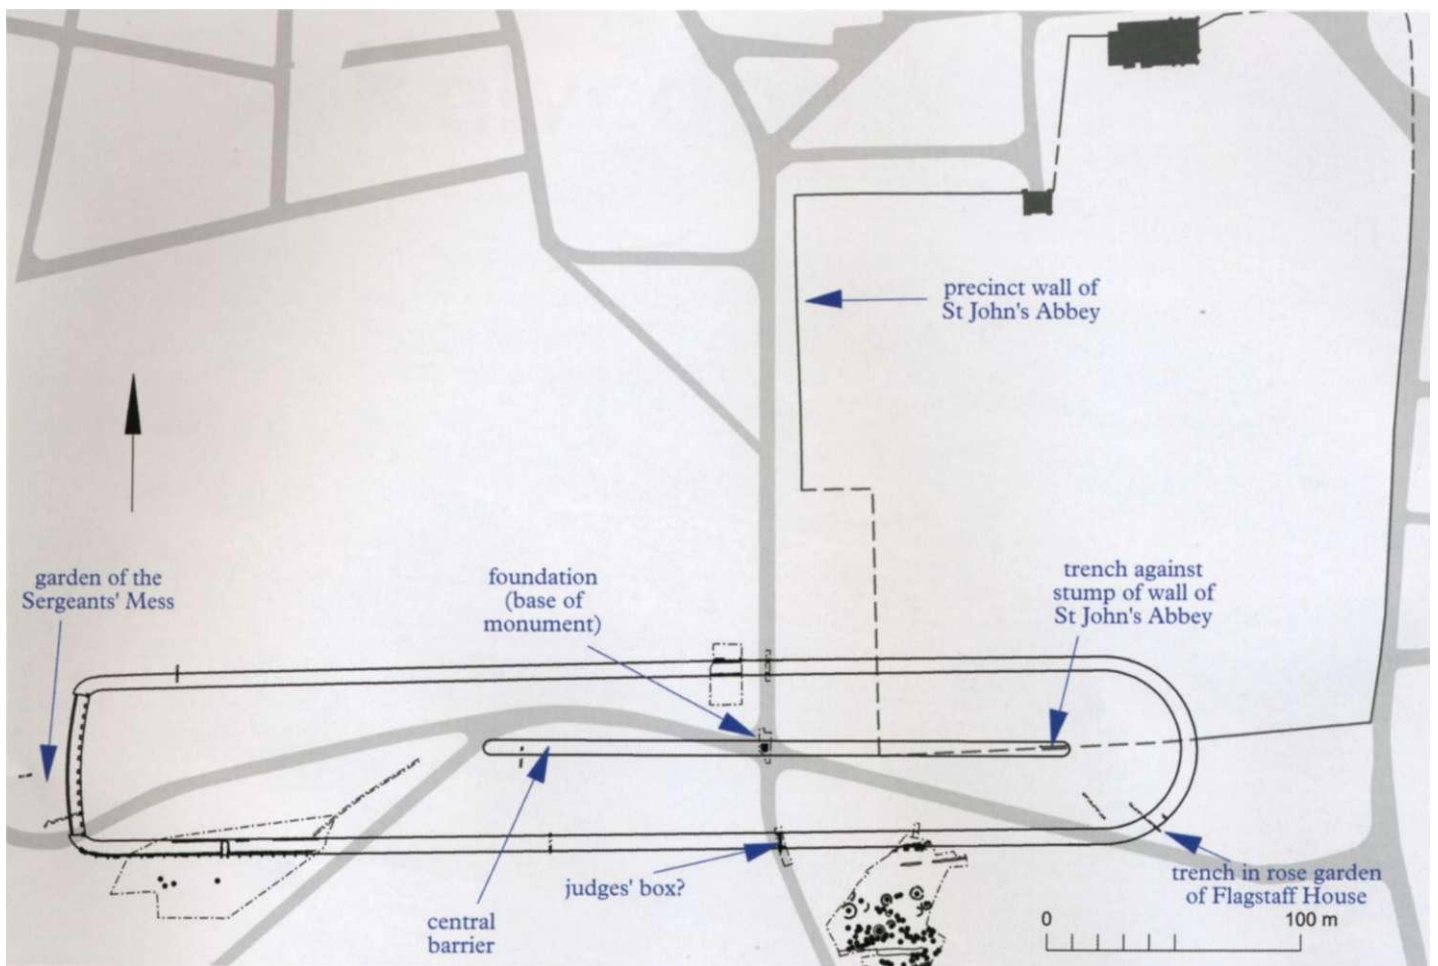 precinct wall of
St John's Abbey
garden of the
Sergeants' Mess
foundation
(base of
monument)
trench against
stump of wall of
St John's Abbey
judges' box?
central
barrier
trench in rose garden
of Flagstaff House
0
100 m